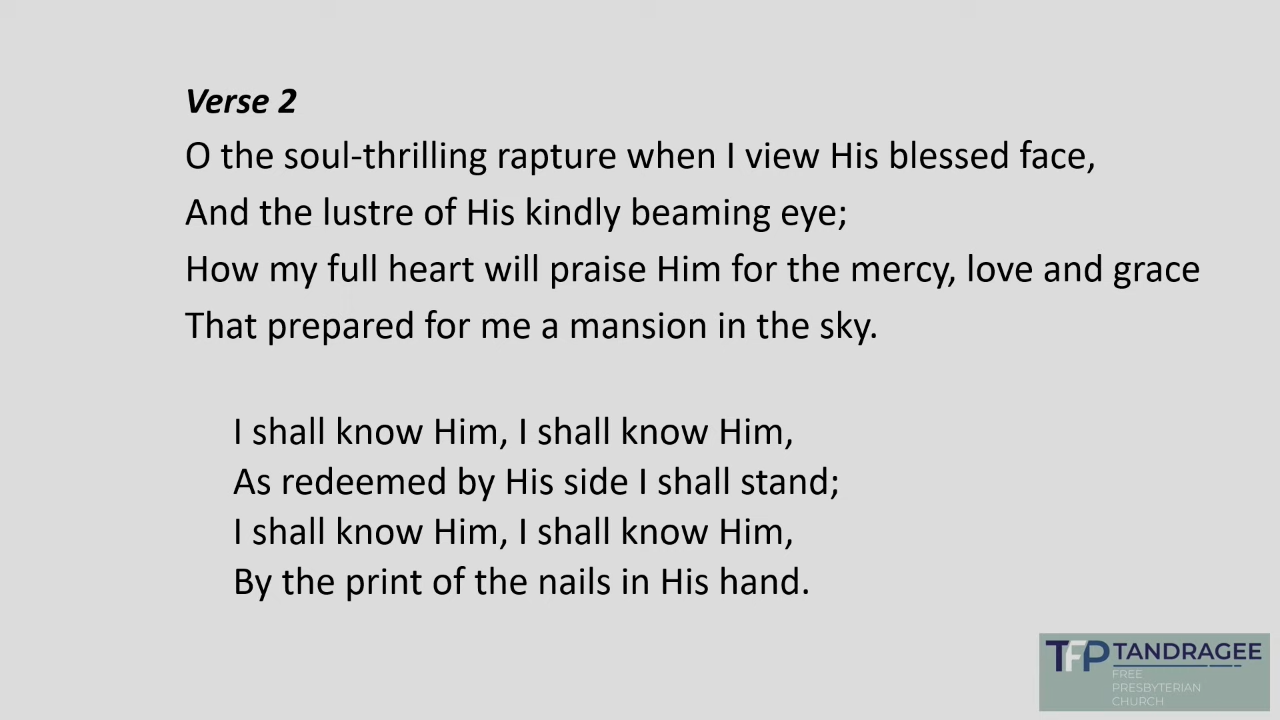 Verse 2
O the soul-thrilling rapture when I view His blessed face,
And the lustre of His kindly beaming eye;
How my full heart will praise Him for the mercy, love and grace
That prepared for me a mansion in the sky.
I shall know Him, I shall know Him,
As redeemed by His side I shall stand;
I shall know Him, I shall know Him,
By the print of the nails in His hand.
TFP TANDRAGEE
FREE
PRESBYTERIAN
CHURCH